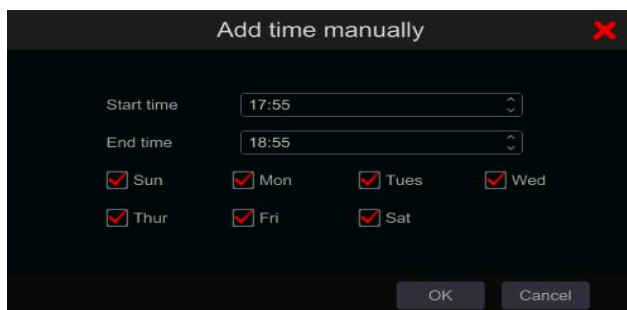 Add time manually
Start time 17:55
End time 18:55
Sun Mon Tues Wed
Thur Fri Sat
OK Cancel